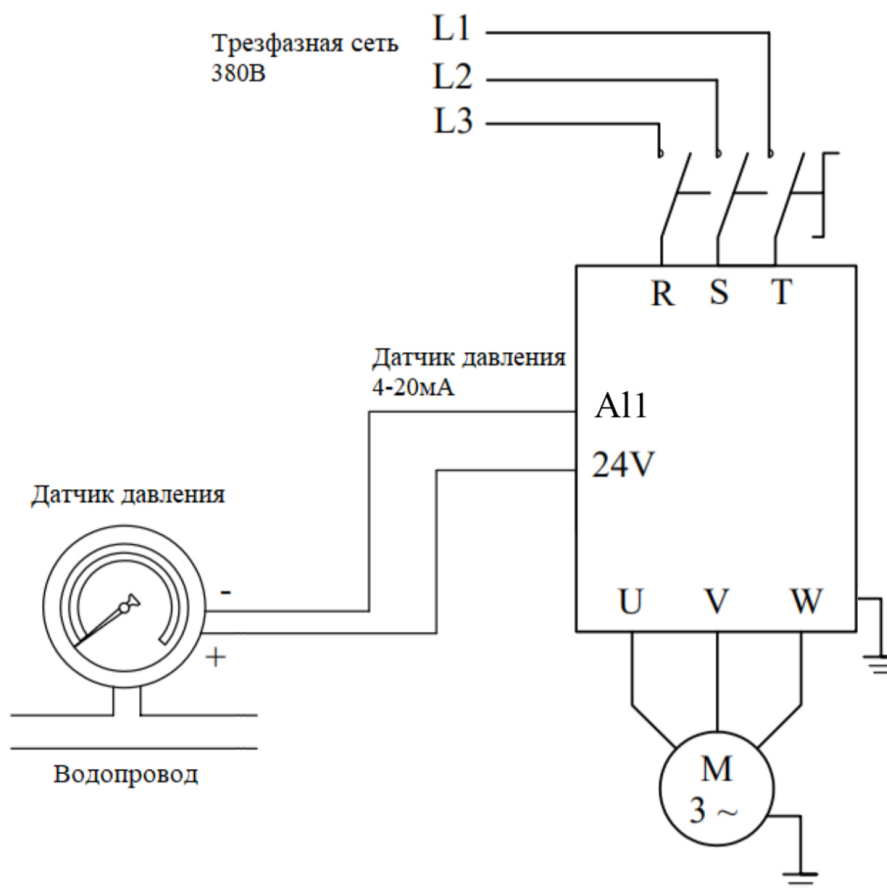 L1
Трезфазная сеть
380В
L2
L3
R S T
Датчик давления
4-20мА
Al1
24V
Датчик давления
-
+
U V W
Водопровод
M
3 ~